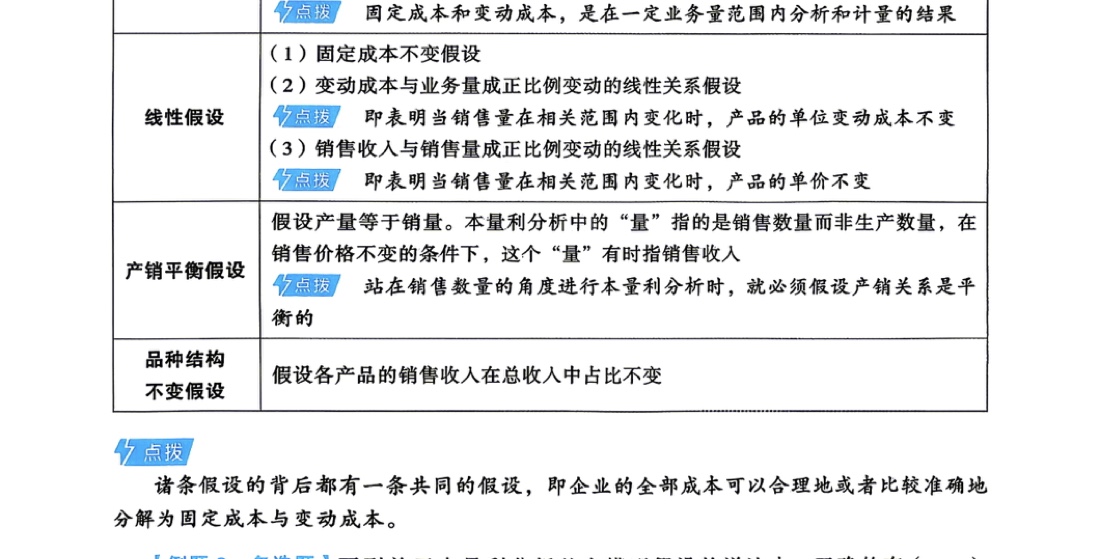 点拨 固定成本和变动成本，是在一定业务量范围内分析和计量的结果
线性假设
（1）固定成本不变假设
（2）变动成本与业务量成正比例变动的线性关系假设
点拨 即表明当销售量在相关范围内变化时，产品的单位变动成本不变
（3）销售收入与销售量成正比例变动的线性关系假设
点拨 即表明当销售量在相关范围内变化时，产品的单价不变
产销平衡假设
假设产量等于销量。本量利分析中的“量”指的是销售数量而非生产数量，在
销售价格不变的条件下，这个“量”有时指销售收入
点拨 站在销售数量的角度进行本量利分析时，就必须假设产销关系是平
衡的
品种结构
不变假设
假设各产品的销售收入在总收入中占比不变
点拨
诸条假设的背后都有一条共同的假设，即企业的全部成本可以合理地或者比较准确地
分解为固定成本与变动成本。